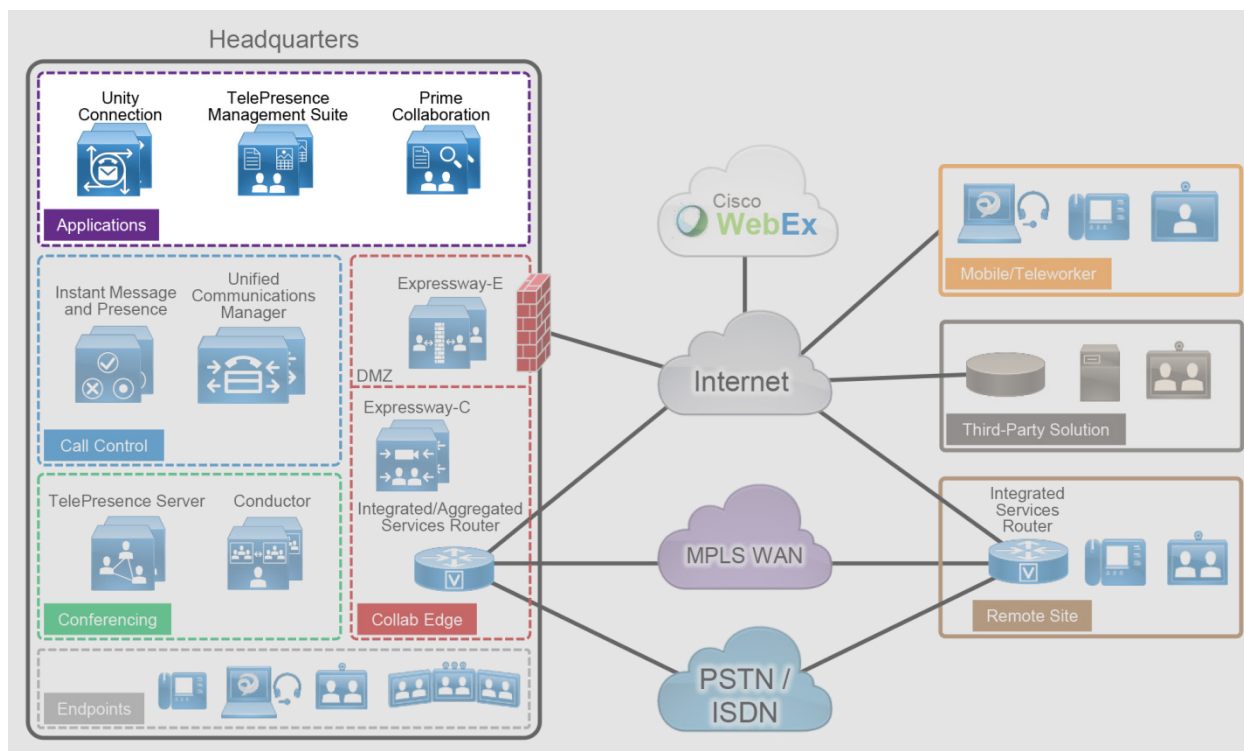 Headquarters
Unity
Connection
TelePresence
Management Suite
Prime
Collaboration
Applications
Instant Message
and Presence
Unified
Communications
Manager
Call Control
Expressway-E
DMZ
Expressway-C
Integrated/Aggregated
Services Router
V
Collab Edge
TelePresence Server
Conductor
Conferencing
Endpoints
Cisco
WebEx
Internet
MPLS WAN
PSTN /
ISDN
Mobile/Teleworker
Third-Party Solution
Integrated
Services
Router
V
Remote Site